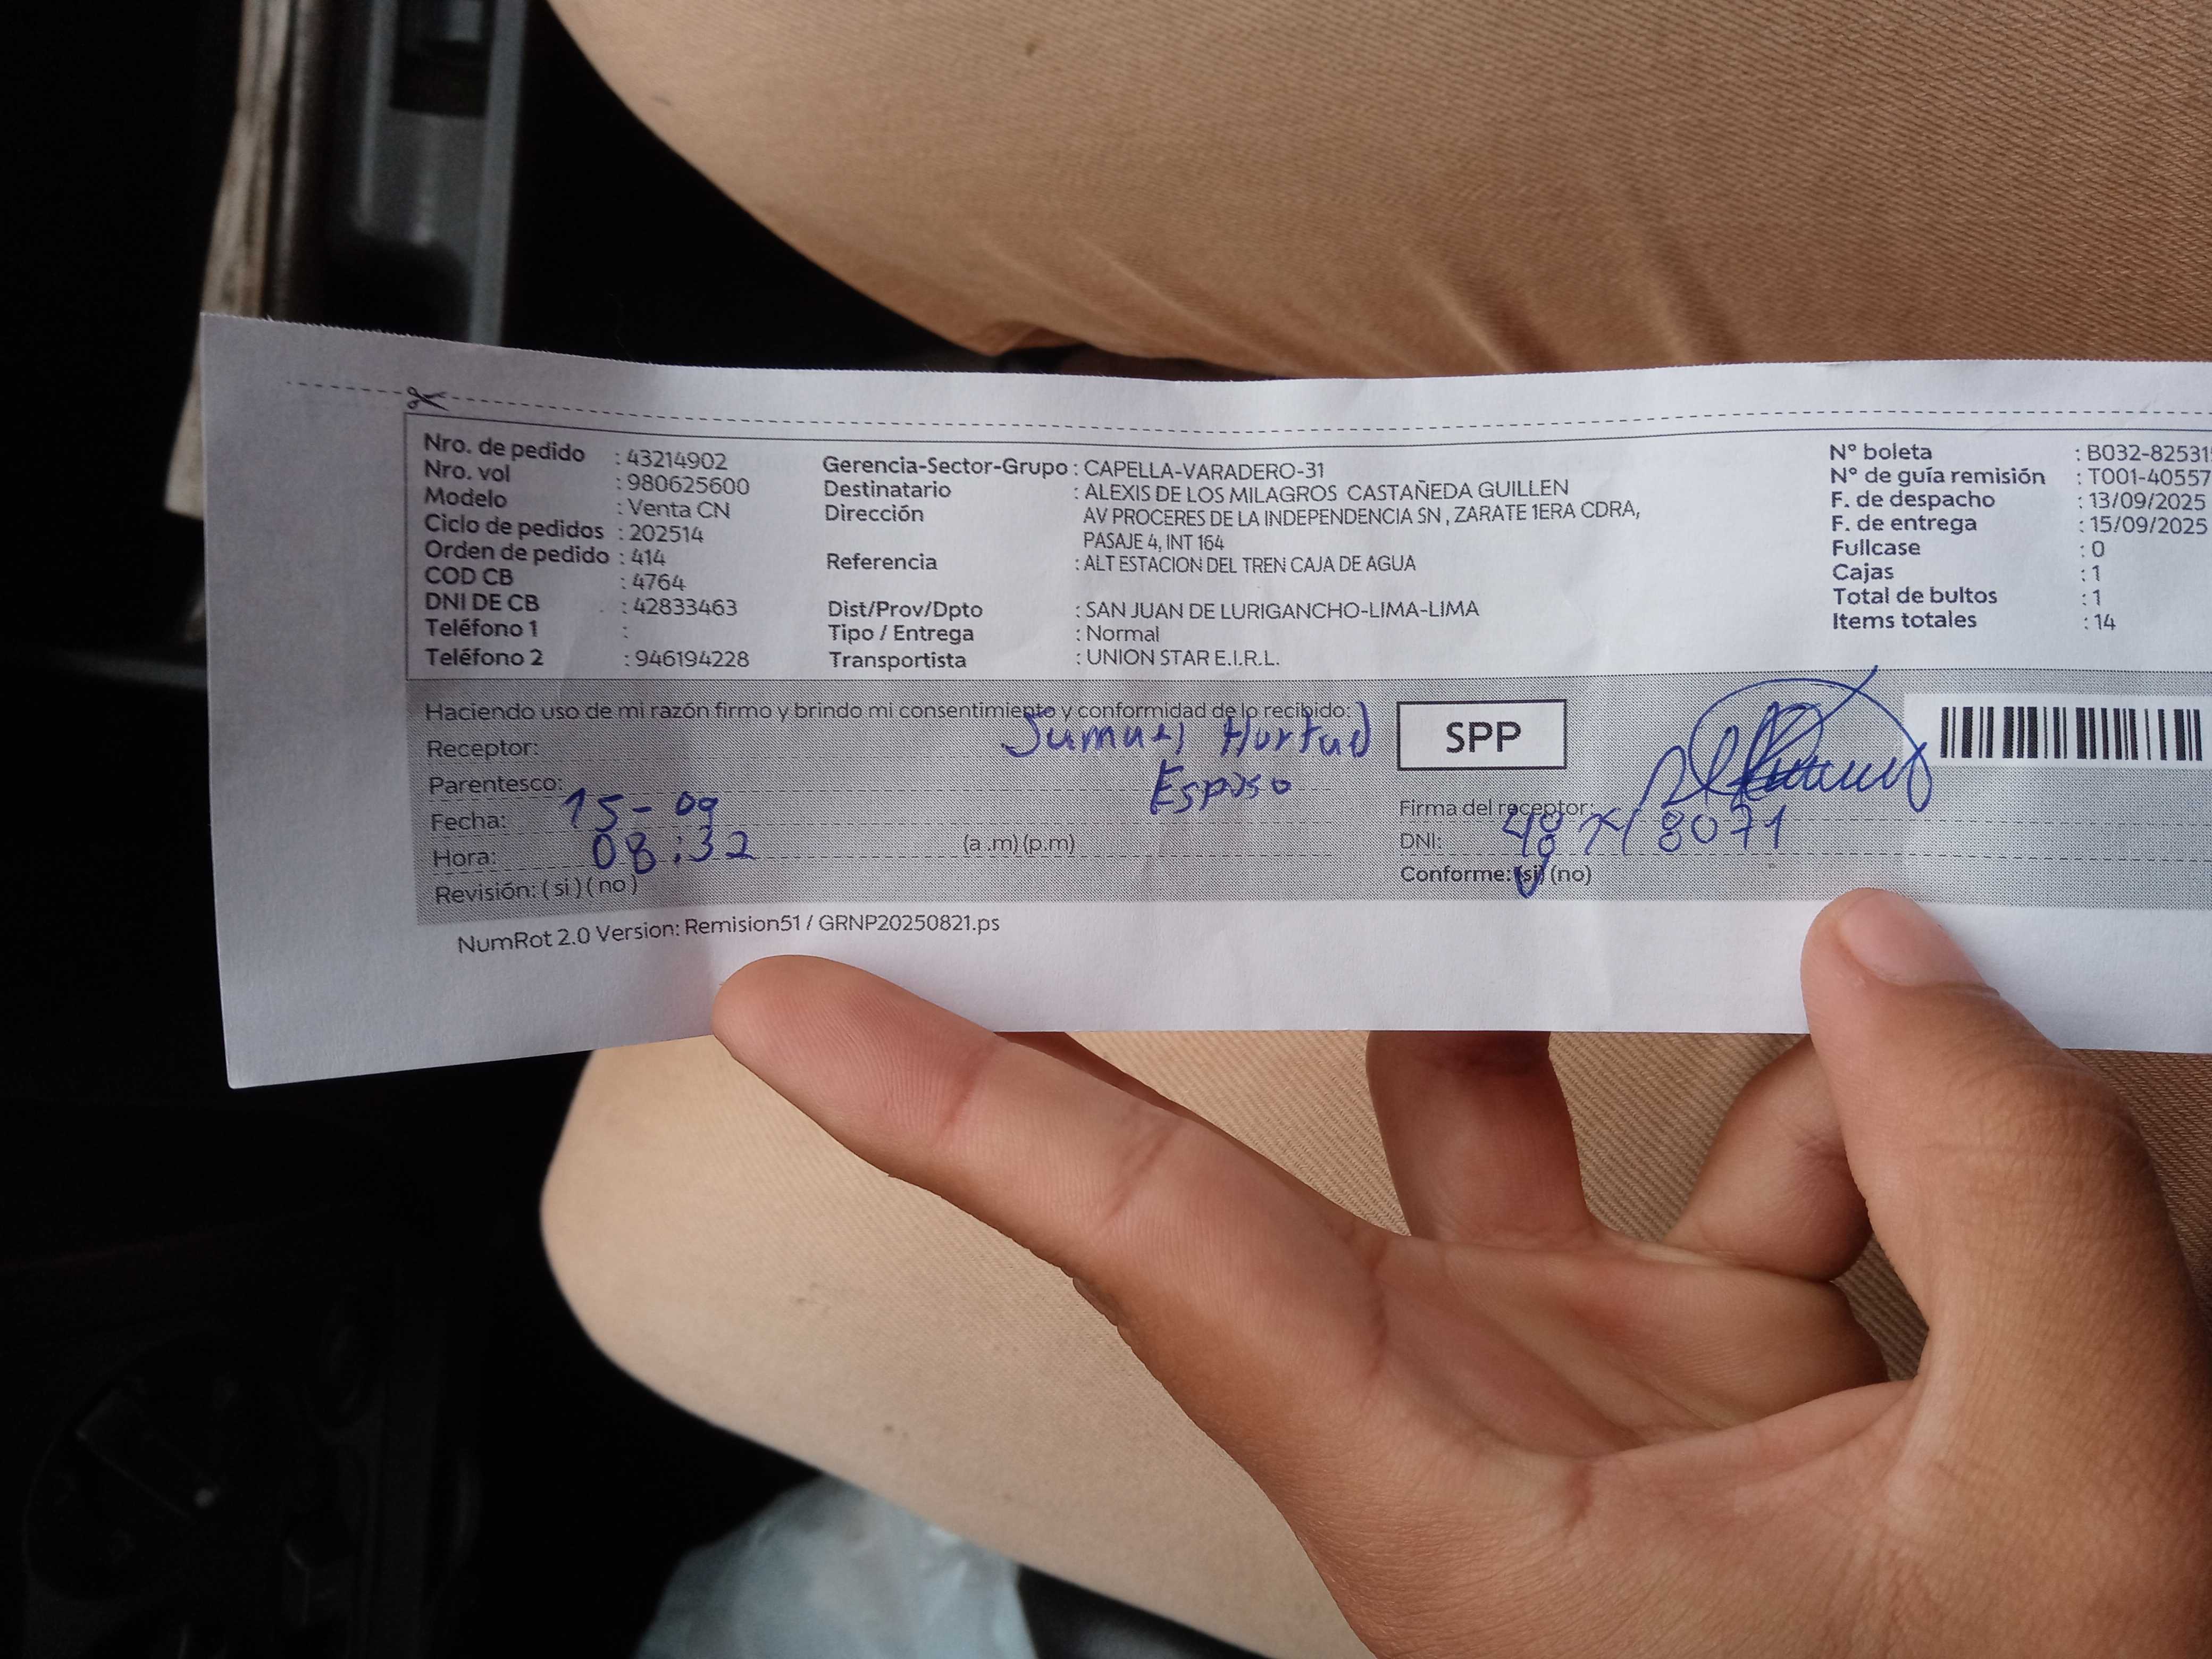 Nro. de pedido : 43214902
Nro. vol : 980625600
Modelo : Venta CN
Ciclo de pedidos : 202514
Orden de pedido : 414
COD CB : 4764
DNI DE CB : 42833463
Teléfono 1 :
Teléfono 2 : 946194228
Gerencia-Sector-Grupo : CAPELLA-VARADERO-31
Destinatario : ALEXIS DE LOS MILAGROS CASTAÑEDA GUILLEN
Dirección : AV PROCERES DE LA INDEPENDENCIA SN , ZARATE 1ERA CDRA,
PASAJE 4, INT 164
Referencia : ALT ESTACION DEL TREN CAJA DE AGUA
Dist/Prov/Dpto : SAN JUAN DE LURIGANCHO-LIMA-LIMA
Tipo / Entrega : Normal
Transportista : UNION STAR E.I.R.L.
N° boleta : B032-82531
N° de guía remisión : T001-40557
F. de despacho : 13/09/2025
F. de entrega : 15/09/2025
Fullcase : 0
Cajas : 1
Total de bultos : 1
Items totales : 14
Haciendo uso de mi razón firmo y brindo mi consentimiento y conformidad de lo recibido:
Receptor:
Parentesco: Esposo
Fecha: 15-09
Hora: 08:32 (a .m) (p.m)
Revisión: ( si ) ( no )
SPP
Firma del receptor:
DNI:
Conforme: (si) (no)
NumRot 2.0 Version: Remision51 / GRNP20250821.ps